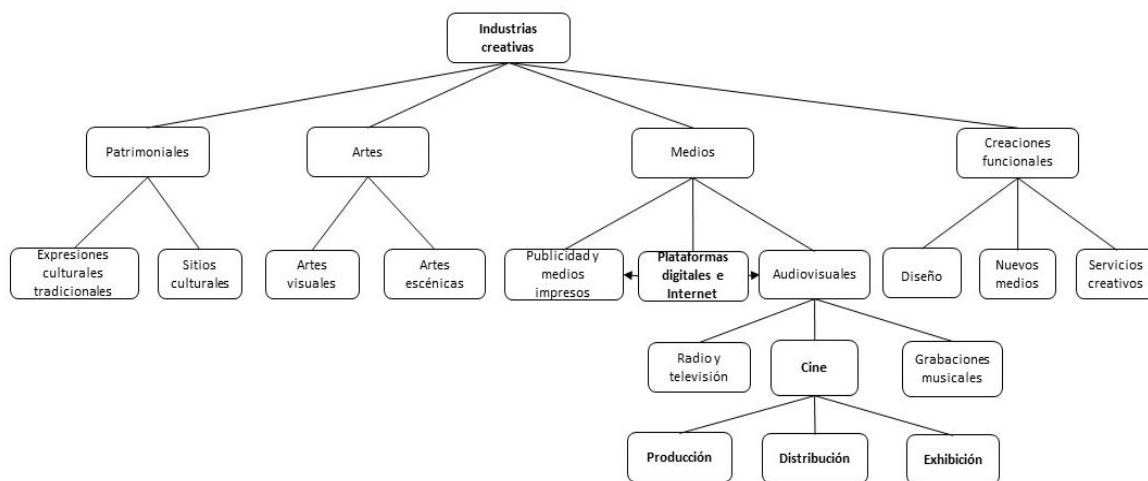 Industrias
creativas
Patrimoniales
Artes
Medios
Creaciones
funcionales
Expresiones
culturales
tradicionales
Sitios
culturales
Artes
visuales
Artes
escénicas
Publicidad y
medios
impresos
Plataformas
digitales e
Internet
Audiovisuales
Diseño
Nuevos
medios
Servicios
creativos
Radio y
televisión
Cine
Grabaciones
musicales
Producción
Distribución
Exhibición